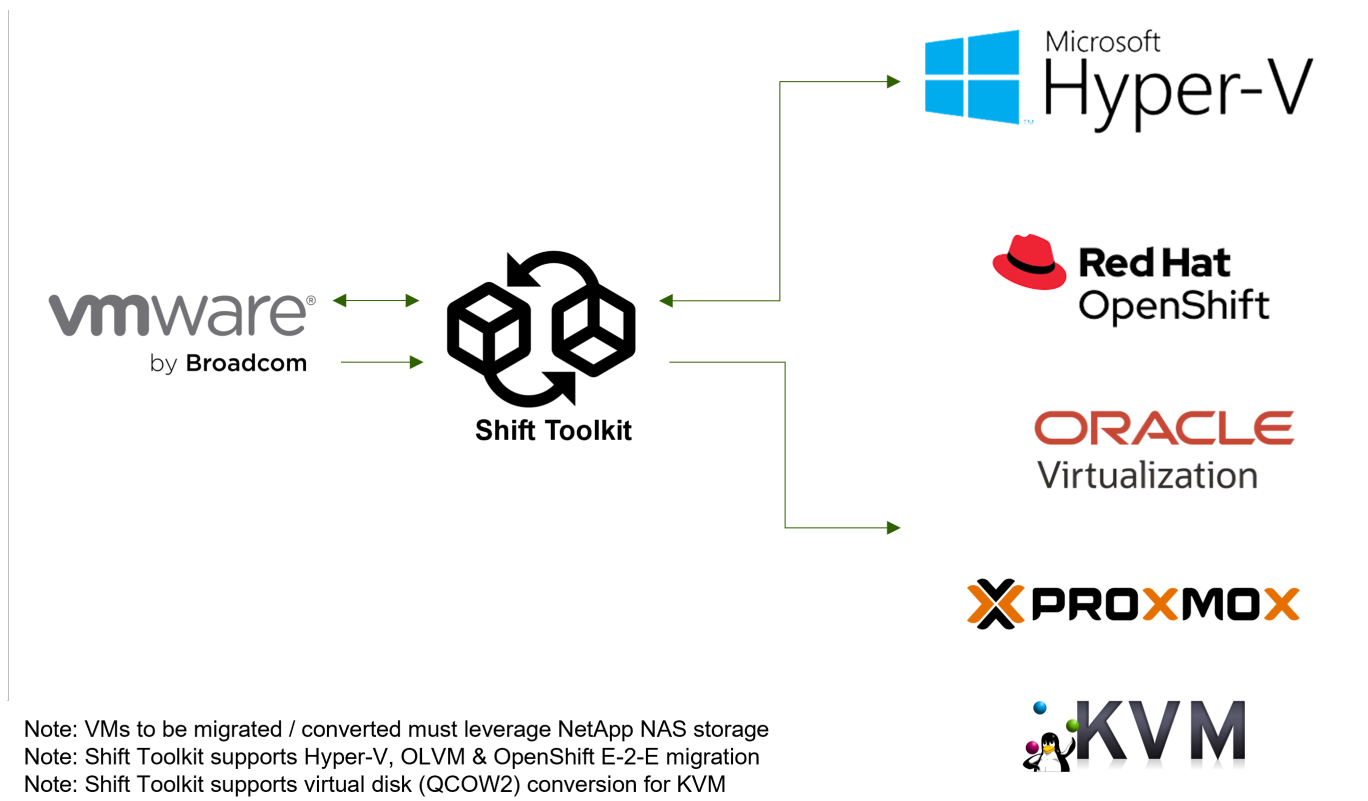 Microsoft
Hyper-V
TM
Red Hat
OpenShift
vmware®
by Broadcom
Shift Toolkit
ORACLE
Virtualization
PROXMOX
KVM
Note: VMs to be migrated / converted must leverage NetApp NAS storage
Note: Shift Toolkit supports Hyper-V, OLVM & OpenShift E-2-E migration
Note: Shift Toolkit supports virtual disk (QCOW2) conversion for KVM